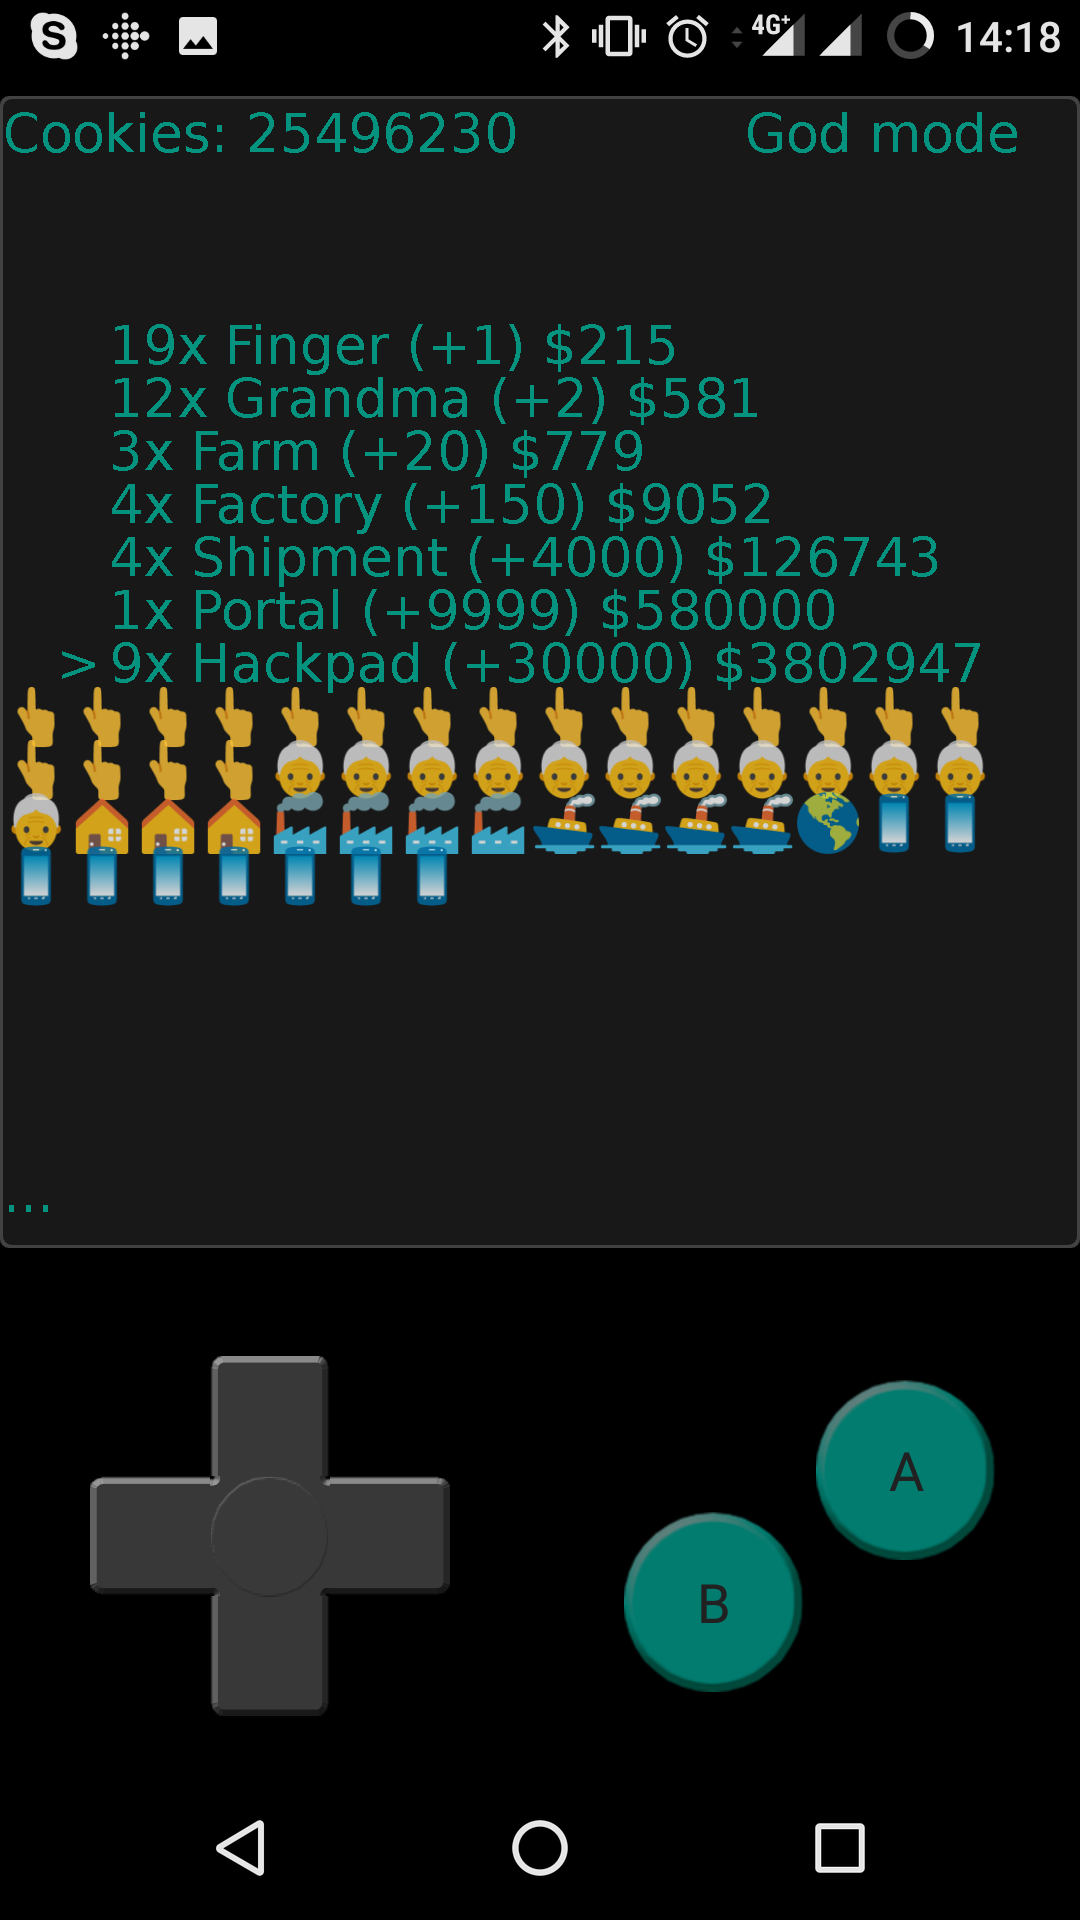 4G+ 14:18
Cookies: 25496230 God mode
19x Finger (+1) $215
12x Grandma (+2) $581
3x Farm (+20) $779
4x Factory (+150) $9052
4x Shipment (+4000) $126743
1x Portal (+9999) $580000
> 9x Hackpad (+30000) $3802947
...
A
B